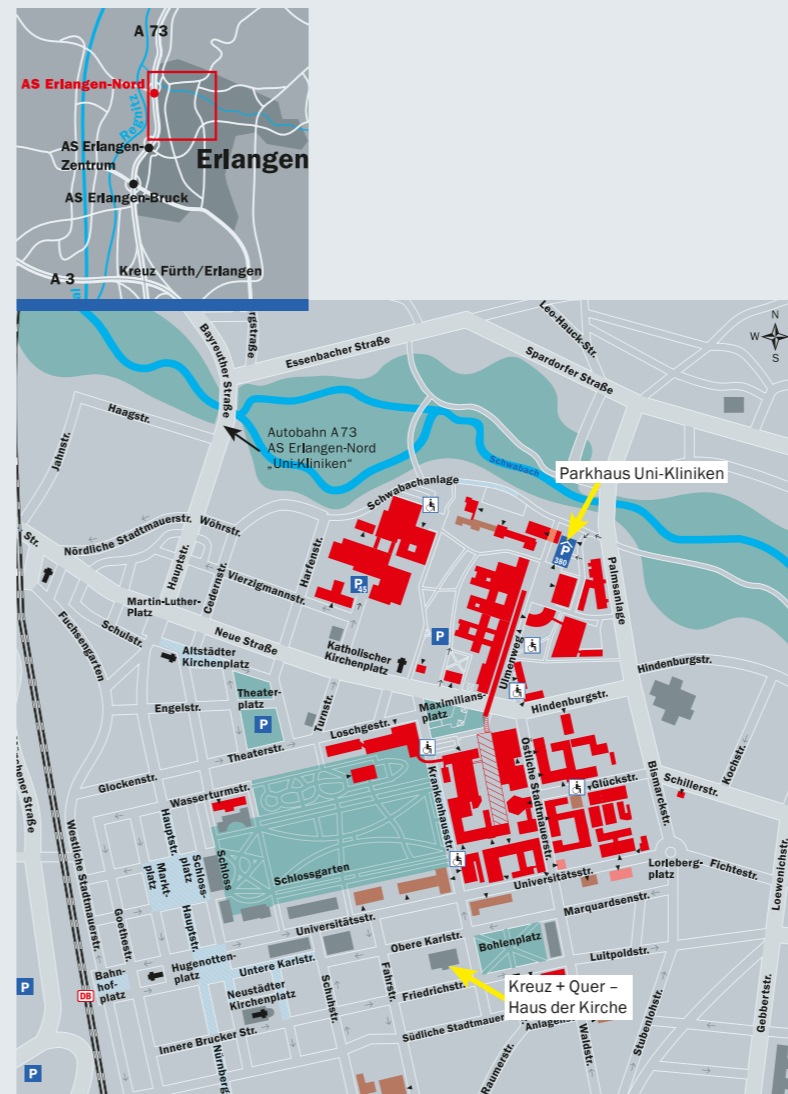 A 73
AS Erlangen-Nord
Regnitz
AS Erlangen-
Zentrum
Erlangen
AS Erlangen-Bruck
Kreuz Fürth/Erlangen
A 3
Bayreuther Straße
Essenbacher Straße
Leo-Hauck-Str.
Spardorfer Straße
N
W
S
Haagstr.
Jahnstr.
Autobahn A 73
AS Erlangen-Nord
„Uni-Kliniken“
Schwabach
Parkhaus Uni-Kliniken
Schwabachanlage
Nördliche Stadtmauerstr.
Wöhrstr.
Str.
Hauptstr.
Cedernstr.
Vierzigmannstr.
Harfenstr.
P
45
P
380
Palmsanlage
Martin-Luther-
Platz
Fuchsengarten
Schulstr.
Neue Straße
Altstädter
Kirchenplatz
Katholischer
Kirchenplatz
P
Ulmenweg
Hindenburgstr.
Theater-
platz
P
Engelstr.
Turnstr.
Maximilians-
platz
Hindenburgstr.
Loschgestr.
Theaterstr.
Glockenstr.
Wasserturmstr.
Krankenhausstr.
Östliche Stadtmauerstr.
Glückstr.
Bismarckstr.
Schillerstr.
Kochstr.
Westliche Stadtmauerstr.
Hauptstr.
Markt-
platz
Schloss-
platz
Schloss
Schlossgarten
Universitätsstr.
Lorleberg-
platz
Fichtestr.
Loewenichstr.
Goethestr.
Hauptstr.
Universitätsstr.
Marquardsenstr.
Obere Karlstr.
Bohlenplatz
Luitpoldstr.
Hugenotten-
platz
Untere Karlstr.
Bahn-
hof-
platz
DB
P
Neustädter
Kirchenplatz
Schuhstr.
Fahrstr.
Friedrichstr.
Kreuz + Quer –
Haus der Kirche
Innere Brucker Str.
Südliche Stadtmauer
Raumerstr.
Waldstr.
Stubenlohstr.
Gebbertstr.
P